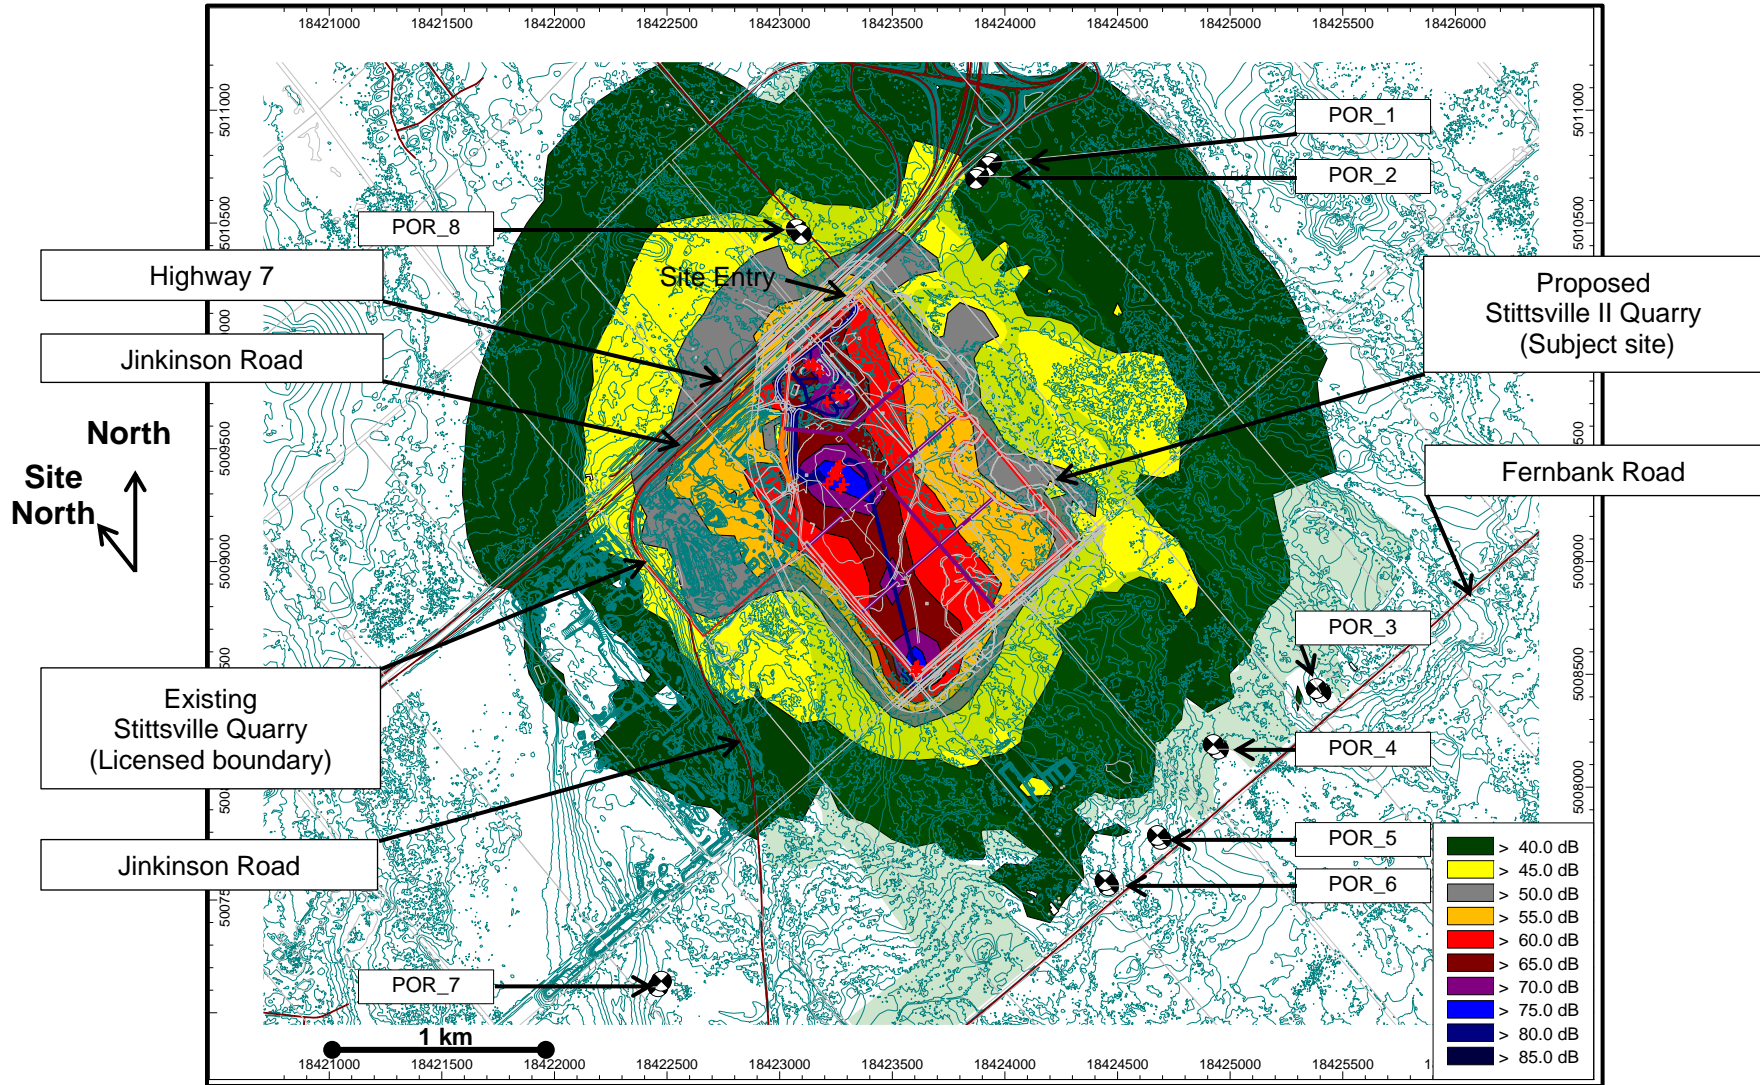 18421000 18421500 18422000 18422500 18423000 18423500 18424000 18424500 18425000 18425500 18426000
5011000
5010500
5009500
5009000
5011000
5010500
5009000
5008500
5008000
POR_1
POR_2
POR_8
Highway 7
Site Entry
Proposed
Stittsville II Quarry
(Subject site)
Jinkinson Road
North
Site
North
Fernbank Road
POR_3
Existing
Stittsville Quarry
(Licensed boundary)
POR_4
Jinkinson Road
POR_5
POR_6
POR_7
> 40.0 dB
> 45.0 dB
> 50.0 dB
> 55.0 dB
> 60.0 dB
> 65.0 dB
> 70.0 dB
> 75.0 dB
> 80.0 dB
> 85.0 dB
1 km
18421000 18421500 18422000 18422500 18423000 18423500 18424000 18424500 18425000 18425500